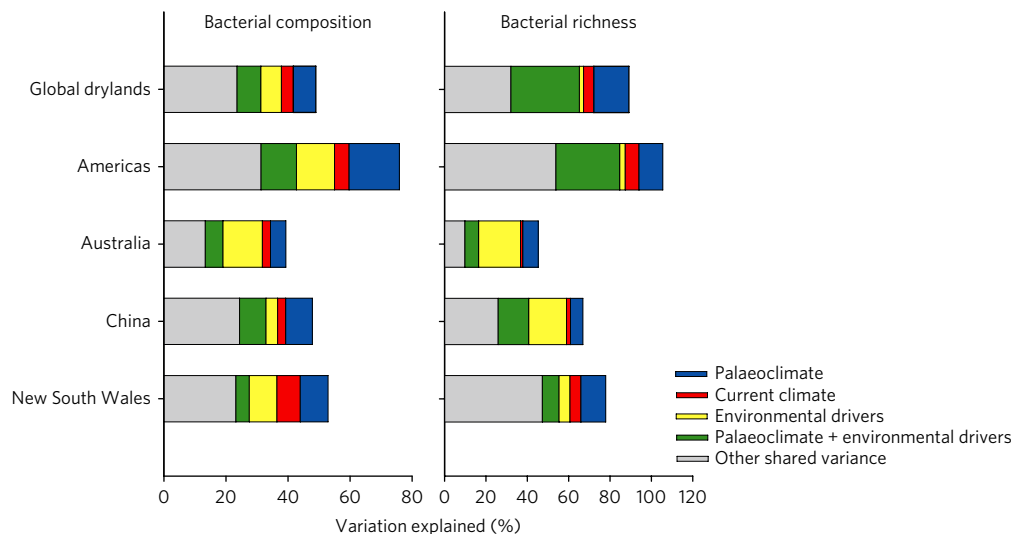 Bacterial composition
Bacterial richness
Global drylands
Americas
Australia
China
New South Wales
Palaeoclimate
Current climate
Environmental drivers
Palaeoclimate + environmental drivers
Other shared variance
0 20 40 60 80
0 20 40 60 80 100 120
Variation explained (%)